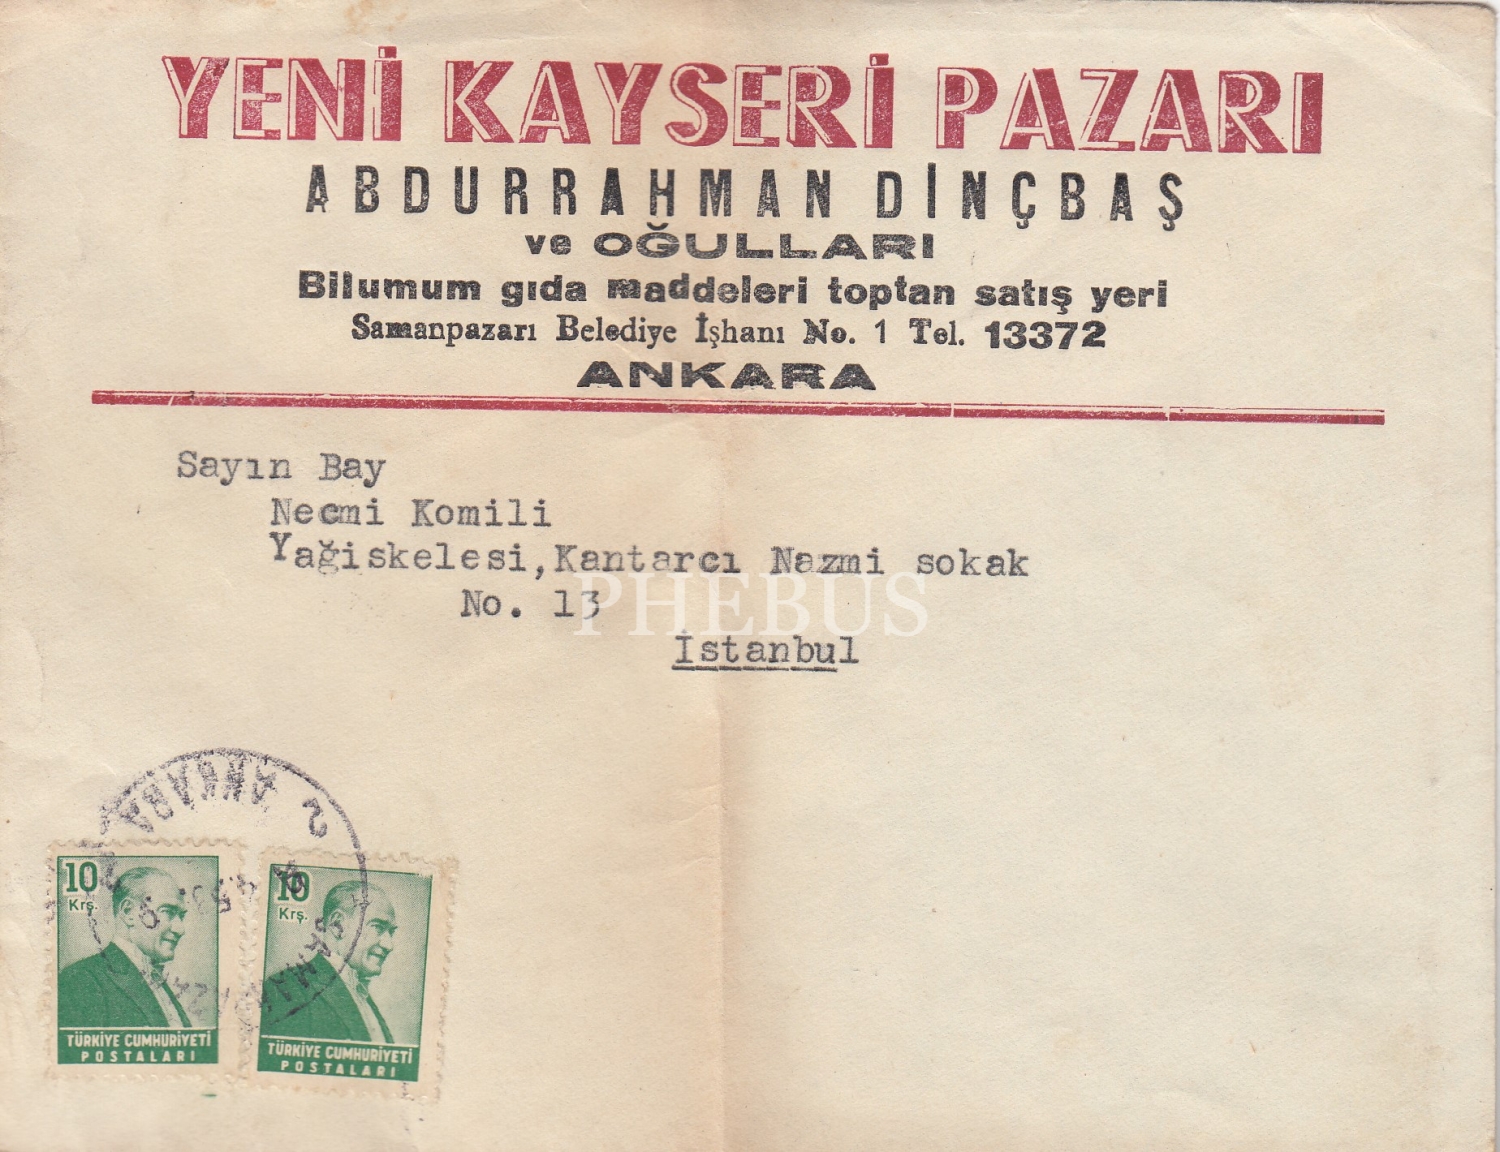 YENİ KAYSERİ PAZARI
ABDURRAHMAN DİNÇBAŞ
ve OĞULLARI
Bilumum gıda maddeleri toptan satış yeri
Samanpazarı Belediye İşhanı No. 1 Tel. 13372
ANKARA
Sayın Bay
Necmi Komili
Yağiskelesi,Kantarcı Nazmi sokak
No. 13
İstanbul
PHEBUS
2 ANKARA
10
Krş.
TÜRKİYE CUMHURİYETİ
POSTALARI
10
Krş.
TÜRKİYE CUMHURİYETİ
POSTALARI